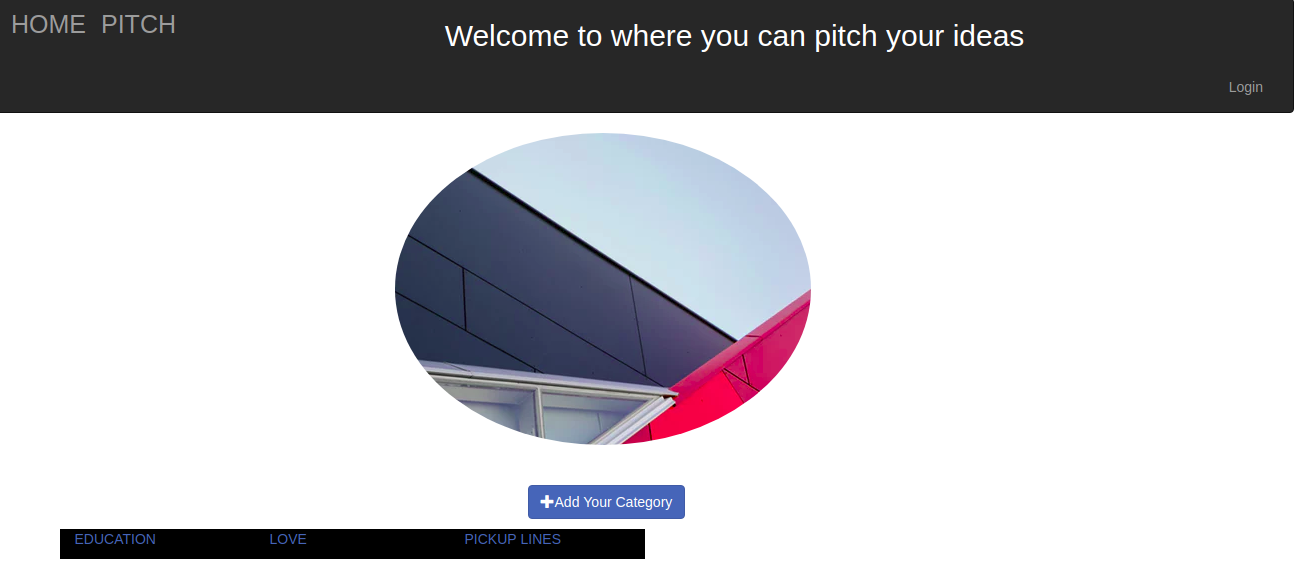 HOME PITCH
Welcome to where you can pitch your ideas
Login
Add Your Category
EDUCATION LOVE PICKUP LINES